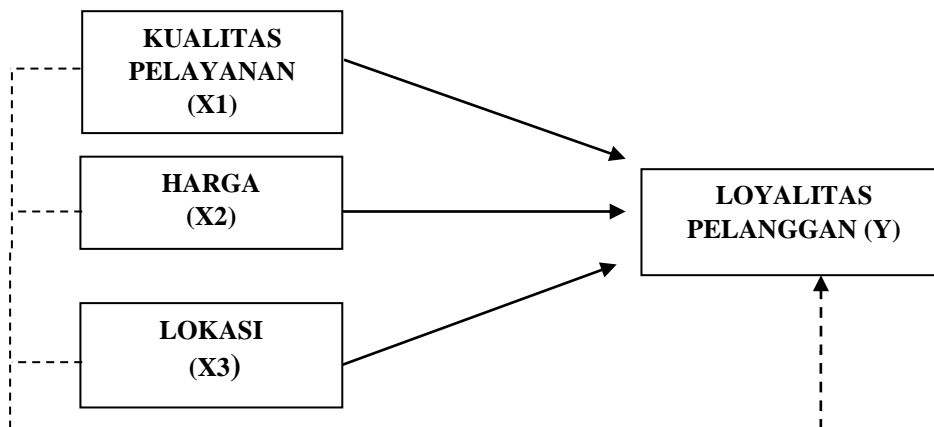 KUALITAS
PELAYANAN
(X1)
HARGA
(X2)
LOKASI
(X3)
LOYALITAS
PELANGGAN (Y)